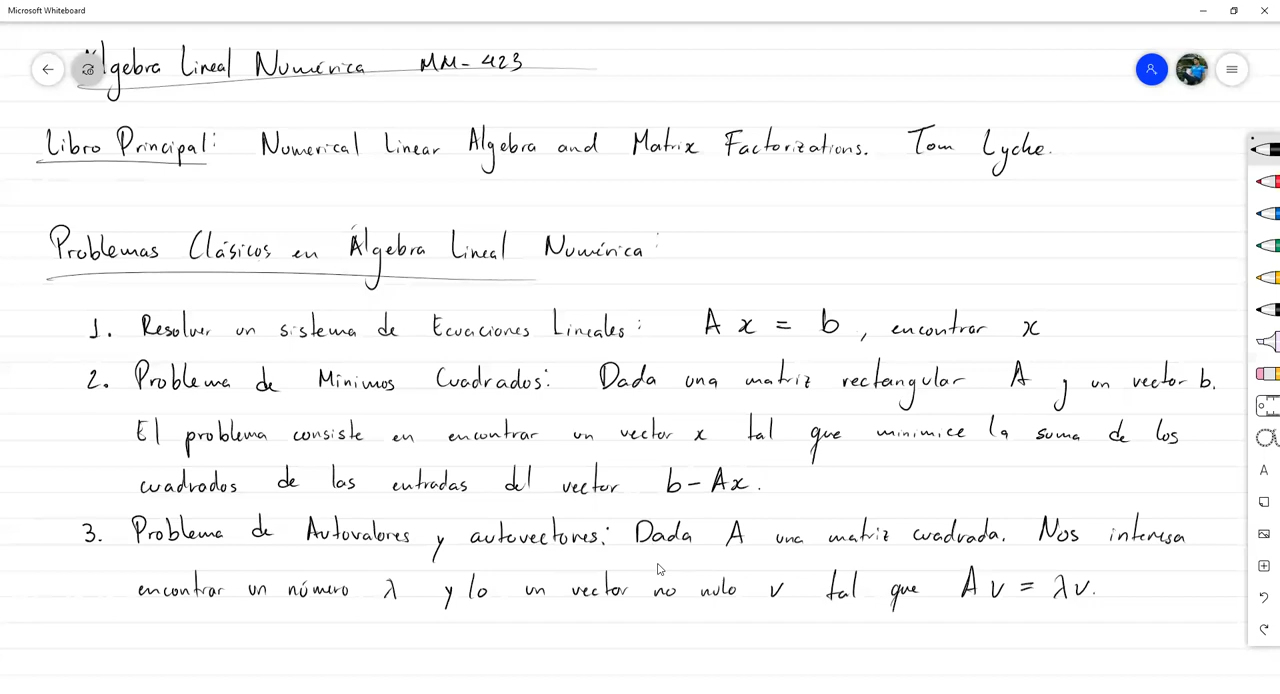 Microsoft Whiteboard
Álgebra Lineal Numérica MM-423
Libro Principal: Numerical Linear Algebra and Matrix Factorizations. Tom Lyche.
Problemas Clásicos en Álgebra Lineal Numérica:
1. Resolver un sistema de Ecuaciones Lineales: Ax = b, encontrar x
2. Problema de Mínimos Cuadrados: Dada una matriz rectangular A y un vector b.
El problema consiste en encontrar un vector x tal que minimice la suma de los
cuadrados de las entradas del vector b-Ax.
3. Problema de Autovalores y autovectores: Dada A una matriz cuadrada. Nos interesa
encontrar un número λ y/o un vector no nulo v tal que Av = λv.
A